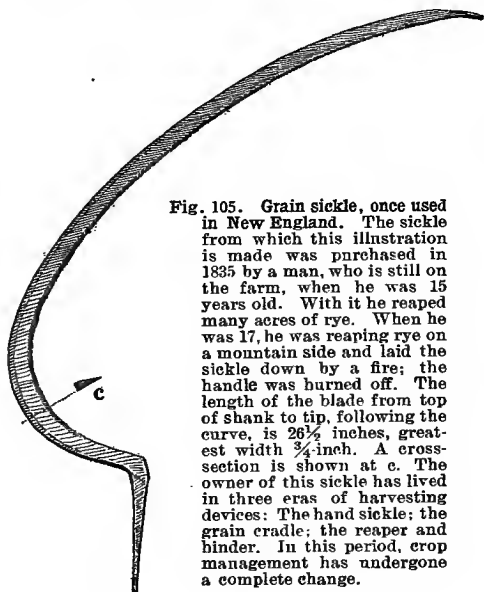 Fig. 105. Grain sickle, once used
in New England. The sickle
from which this illustration
is made was purchased in
1835 by a man, who is still on
the farm, when he was 15
years old. With it he reaped
many acres of rye. When he
was 17, he was reaping rye on
a mountain side and laid the
sickle down by a fire; the
handle was burned off. The
length of the blade from top
of shank to tip, following the
curve, is 26½ inches, great-
est width ¾-inch. A cross-
section is shown at c. The
owner of this sickle has lived
in three eras of harvesting
devices: The hand sickle; the
grain cradle; the reaper and
binder. In this period, crop
management has undergone
a complete change.
c